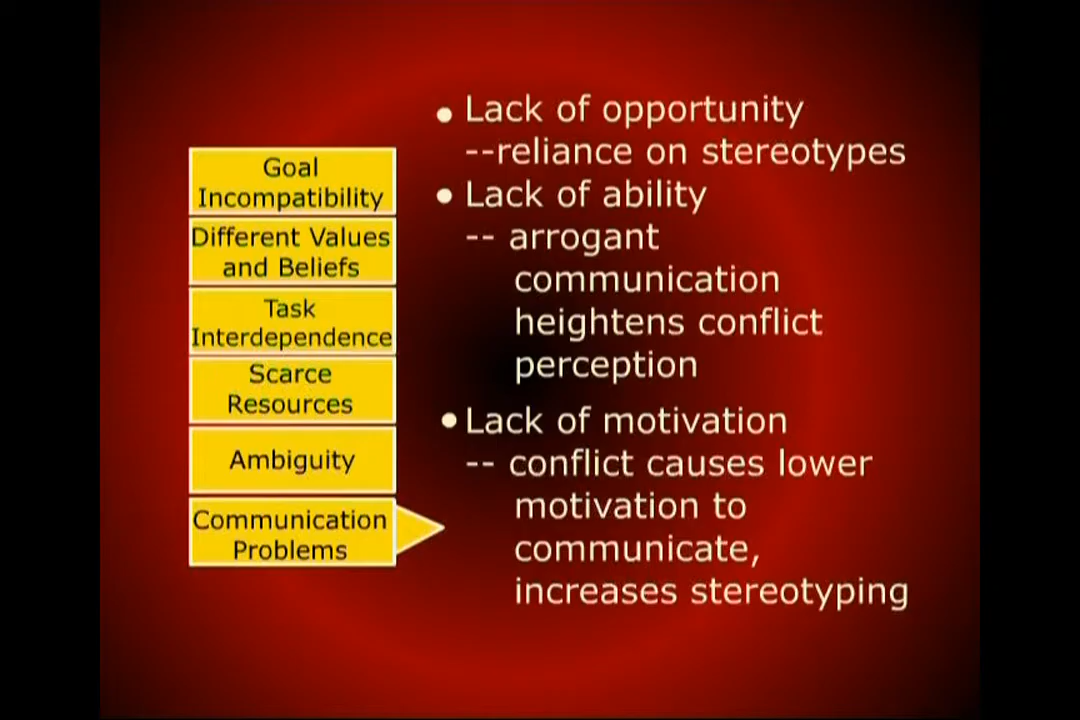 Goal
Incompatibility
Different Values
and Beliefs
Task
Interdependence
Scarce
Resources
Ambiguity
Communication
Problems
• Lack of opportunity
--reliance on stereotypes
• Lack of ability
-- arrogant
communication
heightens conflict
perception
• Lack of motivation
-- conflict causes lower
motivation to
communicate,
increases stereotyping